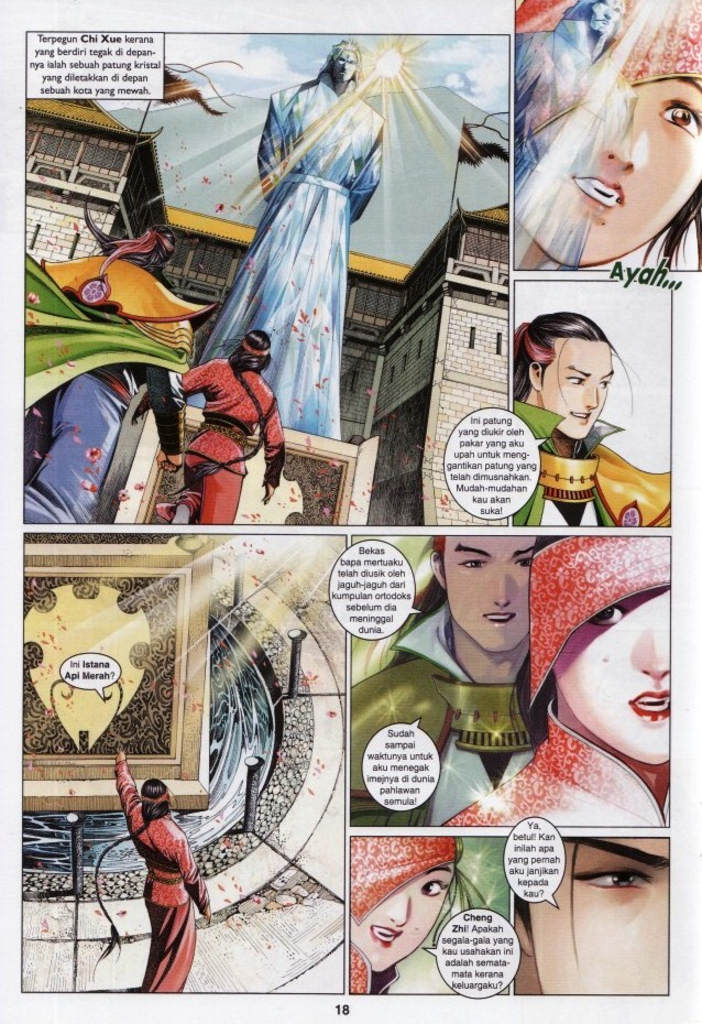 Terpegun Chi Xue kerana
yang berdiri tegak di depan-
nya ialah sebuah patung kristal
yang diletakkan di depan
sebuah kota yang mewah.
Ayah...
Ini patung
yang diukir oleh
pakar yang aku
upah untuk meng-
gantikan patung yang
telah dimusnahkan.
Mudah-mudahan
kau akan
suka!
Ini Istana
Api Merah?
Bekas
bapa mertuaku
telah diusik oleh
jaguh-jaguh dari
kumpulan ortodoks
sebelum dia
meninggal
dunia.
Sudah
sampai
waktunya untuk
aku menegak
imejnya di dunia
pahlawan
semula!
Cheng
Zhi! Apakah
segala-gala yang
kau usahakan ini
adalah semata-
mata kerana
keluargaku?
Ya,
betul! Kan
inilah apa
yang pernah
aku janjikan
kepada
kau?
18